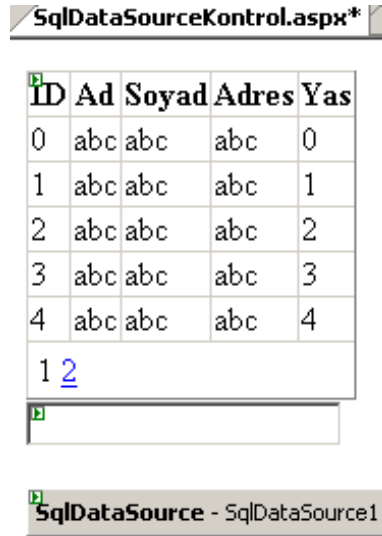 SqlDataSourceKontrol.aspx*
ID Ad Soyad Adres Yas
0 abc abc abc 0
1 abc abc abc 1
2 abc abc abc 2
3 abc abc abc 3
4 abc abc abc 4
1 2
SqlDataSource - SqlDataSource1